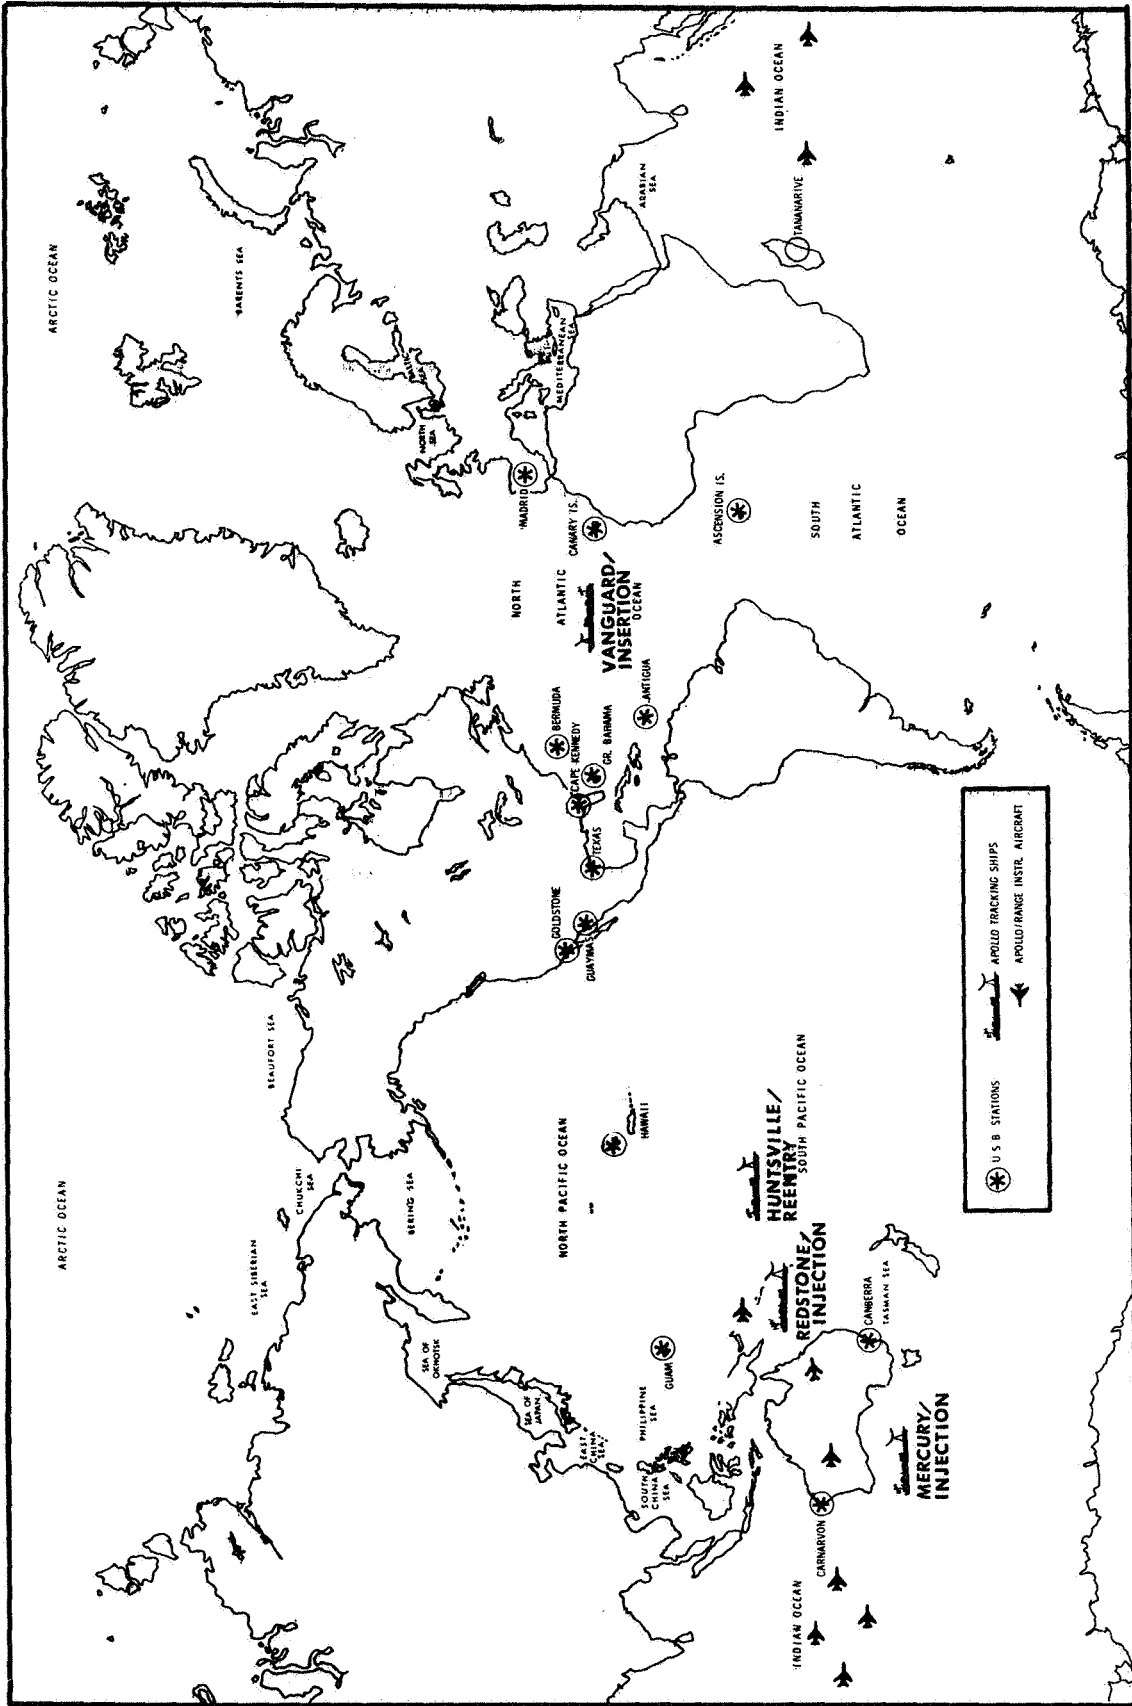 ARCTIC OCEAN
ARCTIC OCEAN
BARENTS SEA
BEAUFORT SEA
CHUKCHI
SEA
EAST SIBERIAN
SEA
BERING SEA
SEA OF
OKHOTSK
SEA OF
JAPAN
EAST
CHINA
SEA
SOUTH
CHINA
SEA
PHILIPPINE
SEA
GUAM
NORTH PACIFIC OCEAN
HAWAII
HUNTSVILLE/
REENTRY
SOUTH PACIFIC OCEAN
REDSTONE/
INJECTION
CANBERRA
TASMAN SEA
MERCURY/
INJECTION
CARNARVON
INDIAN OCEAN
GOLDSTONE
GUAYMAS
TEXAS
CAPE KENNEDY
BERMUDA
GR. BAHAMA
ANTIGUA
NORTH
ATLANTIC
OCEAN
VANGUARD/
INSERTION
CANARY IS.
MADRID
NORTH
SEA
BALTIC
SEA
MEDITERRANEAN
SEA
ASCENSION IS.
SOUTH
ATLANTIC
OCEAN
ARABIAN
SEA
TANANARIVE
INDIAN OCEAN
U S B STATIONS
APOLLO TRACKING SHIPS
APOLLO/RANGE INSTR. AIRCRAFT